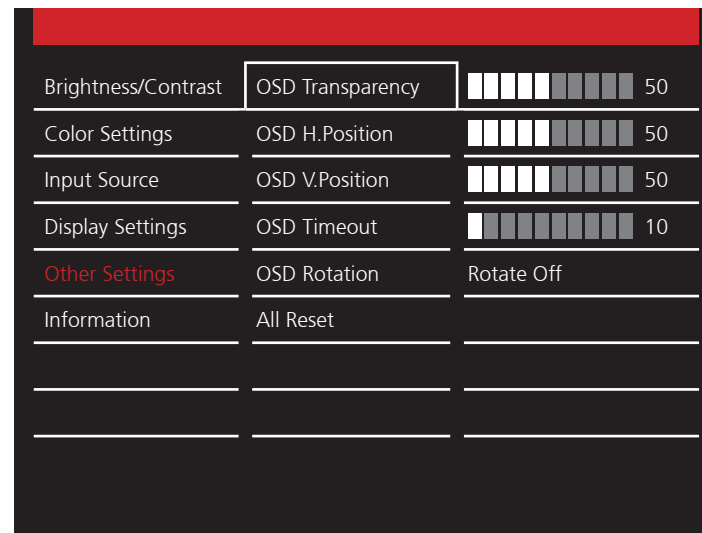 Brightness/Contrast OSD Transparency 50
Color Settings OSD H.Position 50
Input Source OSD V.Position 50
Display Settings OSD Timeout 10
Other Settings OSD Rotation Rotate Off
Information All Reset